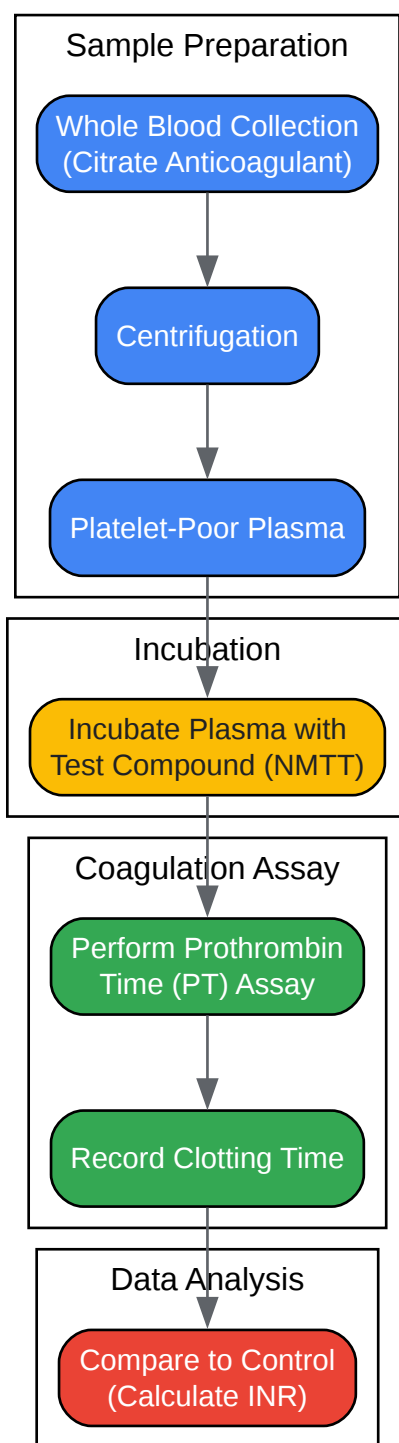 Sample Preparation
Whole Blood Collection
(Citrate Anticoagulant)
Centrifugation
Platelet-Poor Plasma
Incubation
Incubate Plasma with
Test Compound (NMTT)
Coagulation Assay
Perform Prothrombin
Time (PT) Assay
Record Clotting Time
Data Analysis
Compare to Control
(Calculate INR)